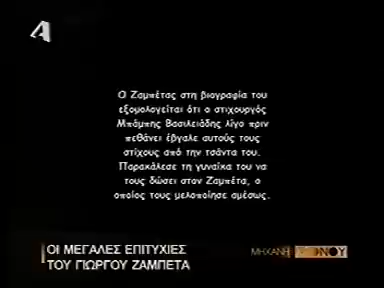 Ο Ζαμπέτας στη βιογραφία του
εξομολογείται ότι ο στιχουργός
Μπάμπης Βασιλειάδης λίγο πριν
πεθάνει έβγαλε αυτούς τους
στίχους από την τσάντα του.
Παρακάλεσε τη γυναίκα του να
τους δώσει στον Ζαμπέτα, ο
οποίος τους μελοποίησε αμέσως.
ΟΙ ΜΕΓΑΛΕΣ ΕΠΙΤΥΧΙΕΣ
ΤΟΥ ΓΙΩΡΓΟΥ ΖΑΜΠΕΤΑ
ΜΗΧΑΝΗ